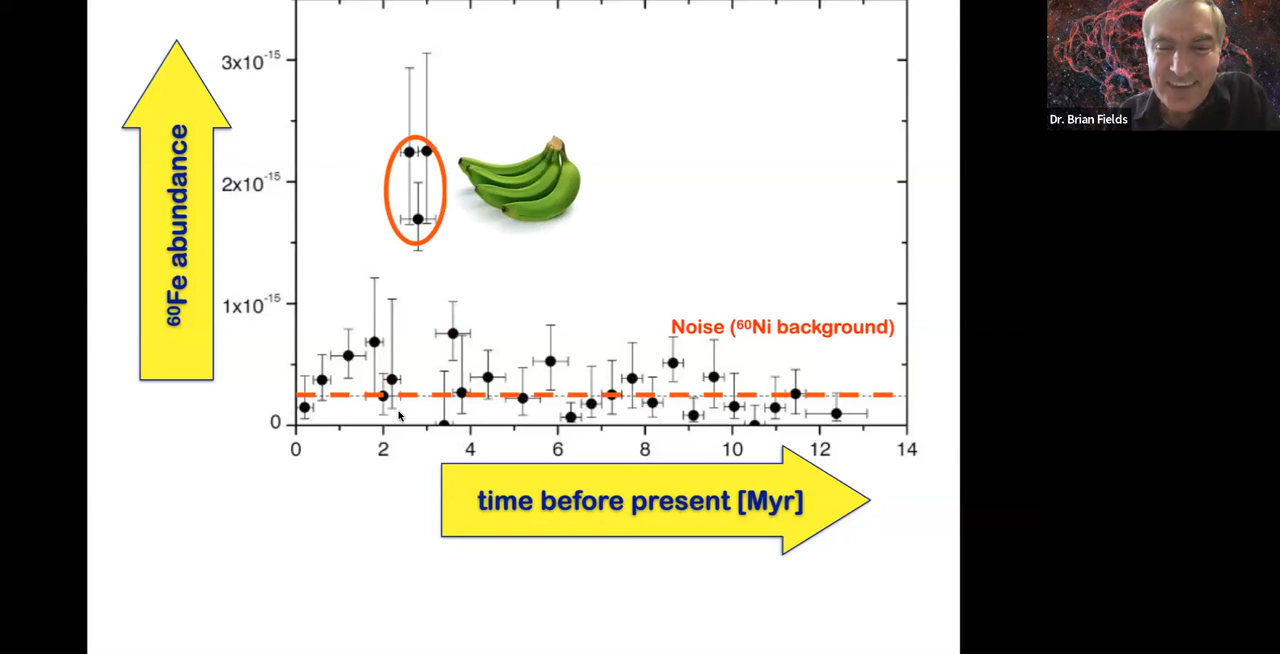 3x10-15
2x10-15
1x10-15
0
60Fe abundance
Noise (60Ni background)
0 2 4 6 8 10 12 14
time before present [Myr]
Dr. Brian Fields